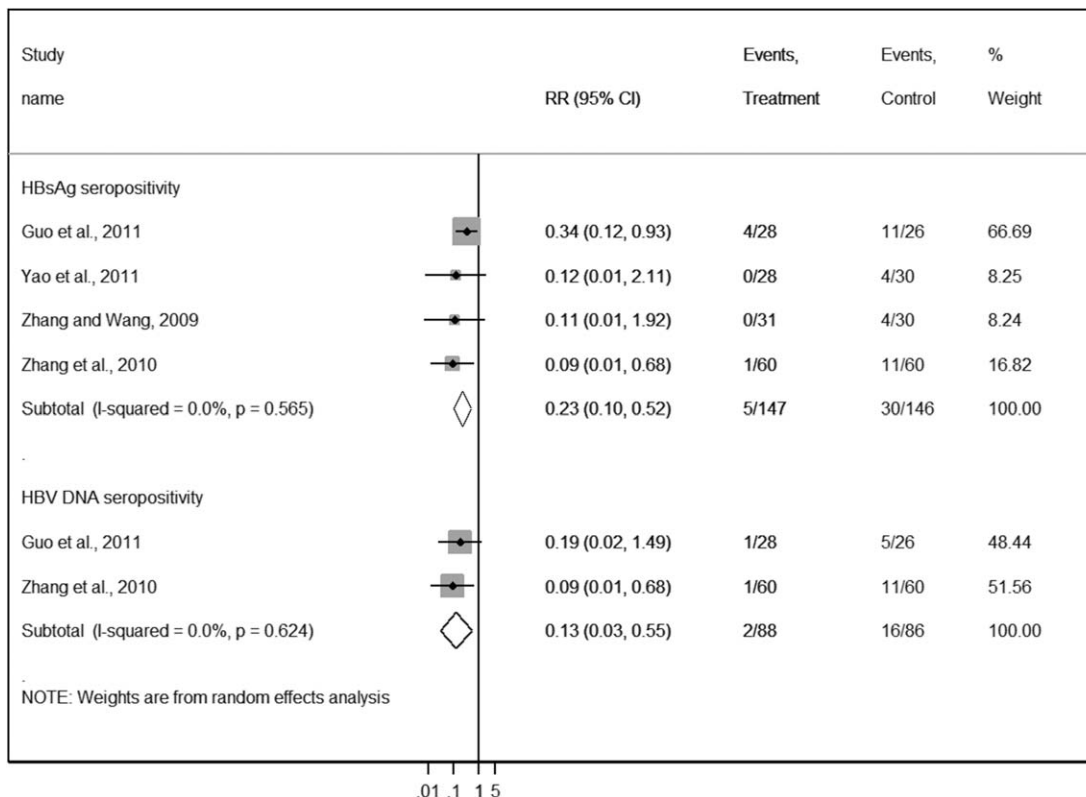 Study Events, Events, %
name RR (95% CI) Treatment Control Weight
HBsAg seropositivity
Guo et al., 2011 0.34 (0.12, 0.93) 4/28 11/26 66.69
Yao et al., 2011 0.12 (0.01, 2.11) 0/28 4/30 8.25
Zhang and Wang, 2009 0.11 (0.01, 1.92) 0/31 4/30 8.24
Zhang et al., 2010 0.09 (0.01, 0.68) 1/60 11/60 16.82
Subtotal (I-squared = 0.0%, p = 0.565) 0.23 (0.10, 0.52) 5/147 30/146 100.00
.
HBV DNA seropositivity
Guo et al., 2011 0.19 (0.02, 1.49) 1/28 5/26 48.44
Zhang et al., 2010 0.09 (0.01, 0.68) 1/60 11/60 51.56
Subtotal (I-squared = 0.0%, p = 0.624) 0.13 (0.03, 0.55) 2/88 16/86 100.00
.
NOTE: Weights are from random effects analysis
.01 .1 1 5